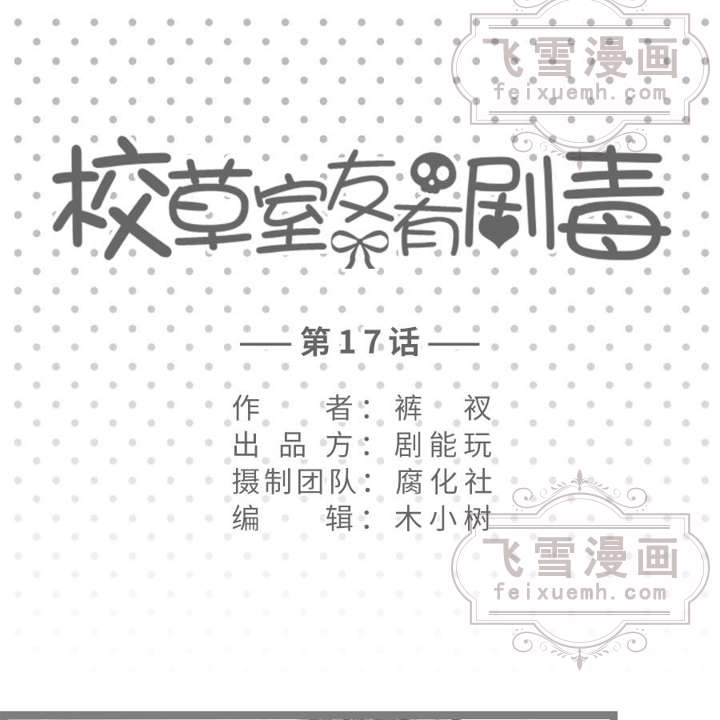 飞雪漫画
feixuemh.com
校草室友有剧毒
第17话
作者：裤衩
出品方：剧能玩
摄制团队：腐化社
编辑：木小树
飞雪漫画
feixuemh.com